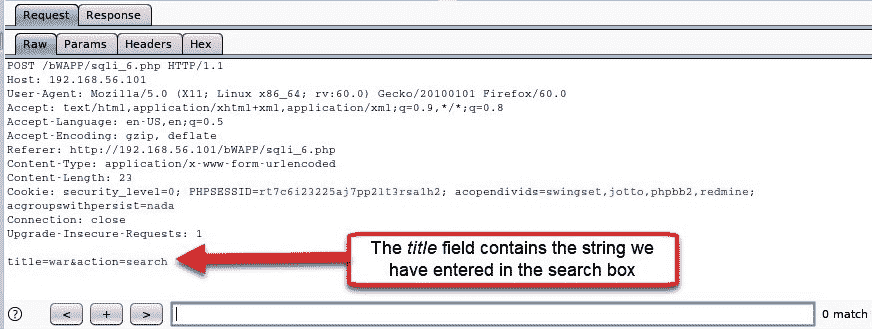 Request Response
Raw Params Headers Hex
POST /bWAPP/sqli_6.php HTTP/1.1
Host: 192.168.56.101
User-Agent: Mozilla/5.0 (X11; Linux x86_64; rv:60.0) Gecko/20100101 Firefox/60.0
Accept: text/html,application/xhtml+xml,application/xml;q=0.9,*/*;q=0.8
Accept-Language: en-US,en;q=0.5
Accept-Encoding: gzip, deflate
Referer: http://192.168.56.101/bWAPP/sqli_6.php
Content-Type: application/x-www-form-urlencoded
Content-Length: 23
Cookie: security_level=0; PHPSESSID=rt7c6i23225aj7pp2lt3rsa1h2; acopendivids=swingset,jotto,phpbb2,redmine;
acgroupswithpersist=nada
Connection: close
Upgrade-Insecure-Requests: 1
title=war&action=search
The title field contains the string we
have entered in the search box
? < + > 0 match